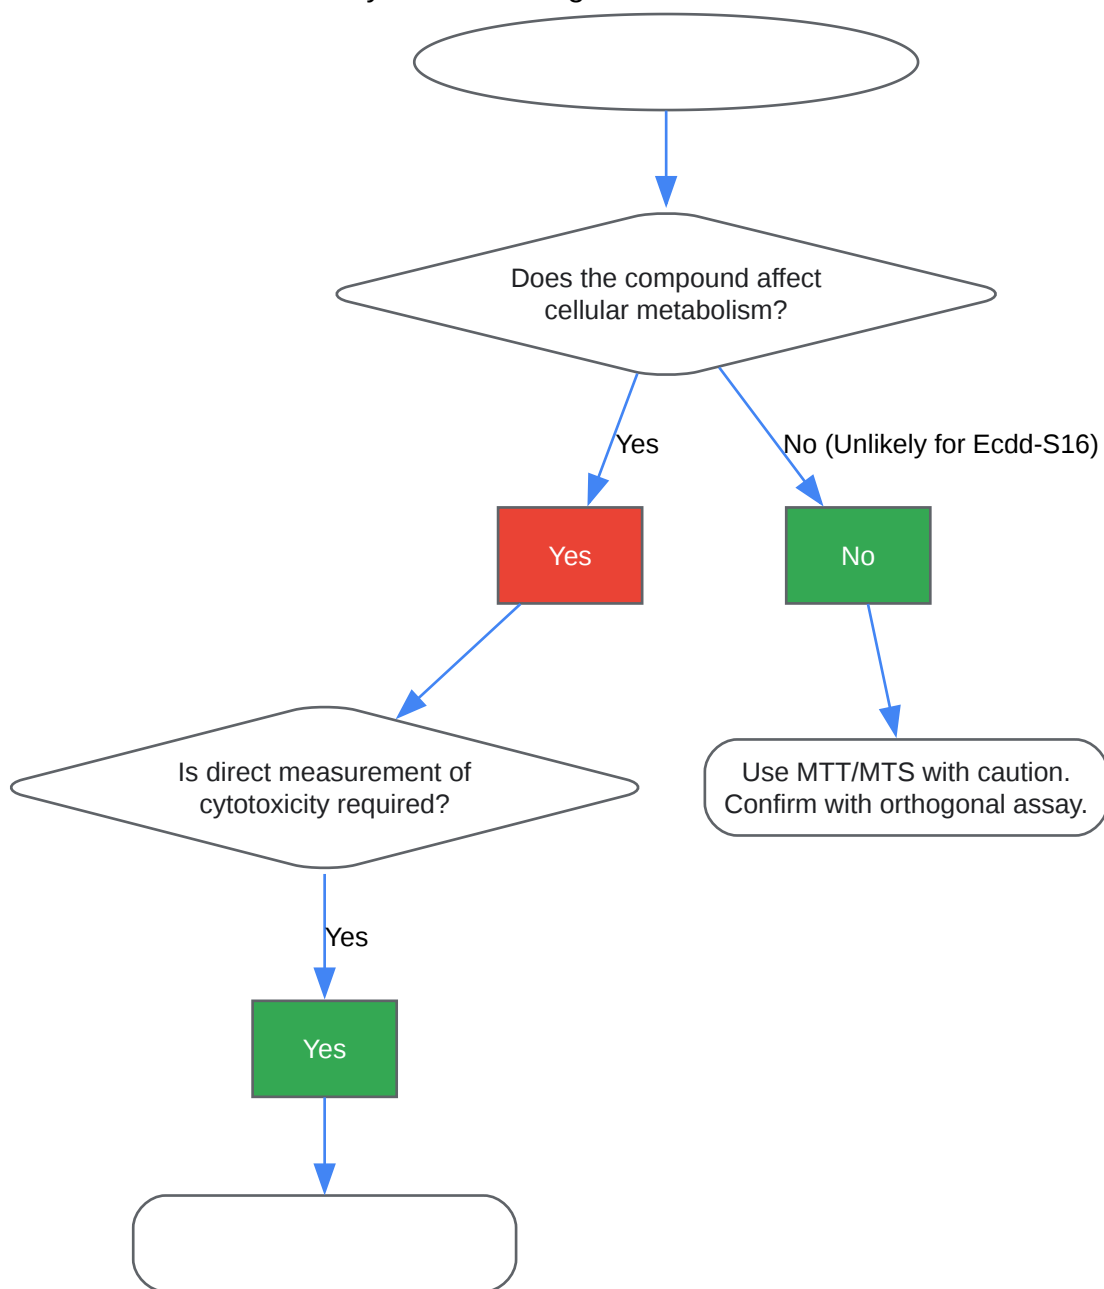 Does the compound affect
cellular metabolism?
Yes
No (Unlikely for Ecdd-S16)
Yes
No
Is direct measurement of
cytotoxicity required?
Use MTT/MTS with caution.
Confirm with orthogonal assay.
Yes
Yes